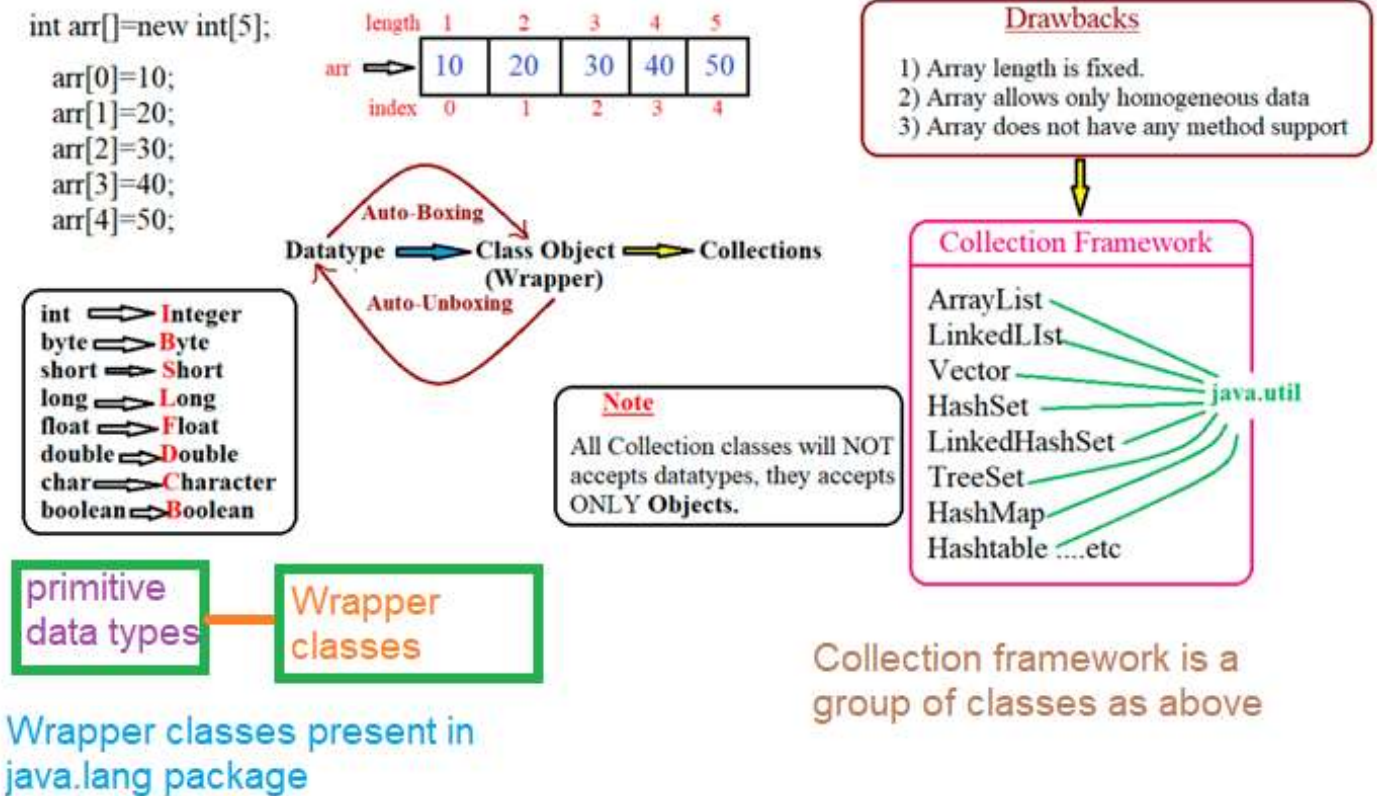 int arr[]=new int[5];
arr[0]=10;
arr[1]=20;
arr[2]=30;
arr[3]=40;
arr[4]=50;
length 1 2 3 4 5
arr 10 20 30 40 50
index 0 1 2 3 4
Drawbacks
1) Array length is fixed.
2) Array allows only homogeneous data
3) Array does not have any method support
Auto-Boxing
Datatype Class Object Collections
(Wrapper)
Auto-Unboxing
int Integer
byte Byte
short Short
long Long
float Float
double Double
char Character
boolean Boolean
Note
All Collection classes will NOT
accepts datatypes, they accepts
ONLY Objects.
Collection Framework
ArrayList
LinkedLIst
Vector
HashSet
LinkedHashSet
TreeSet
HashMap
Hashtable ....etc
java.util
primitive
data types
Wrapper
classes
Wrapper classes present in
java.lang package
Collection framework is a
group of classes as above